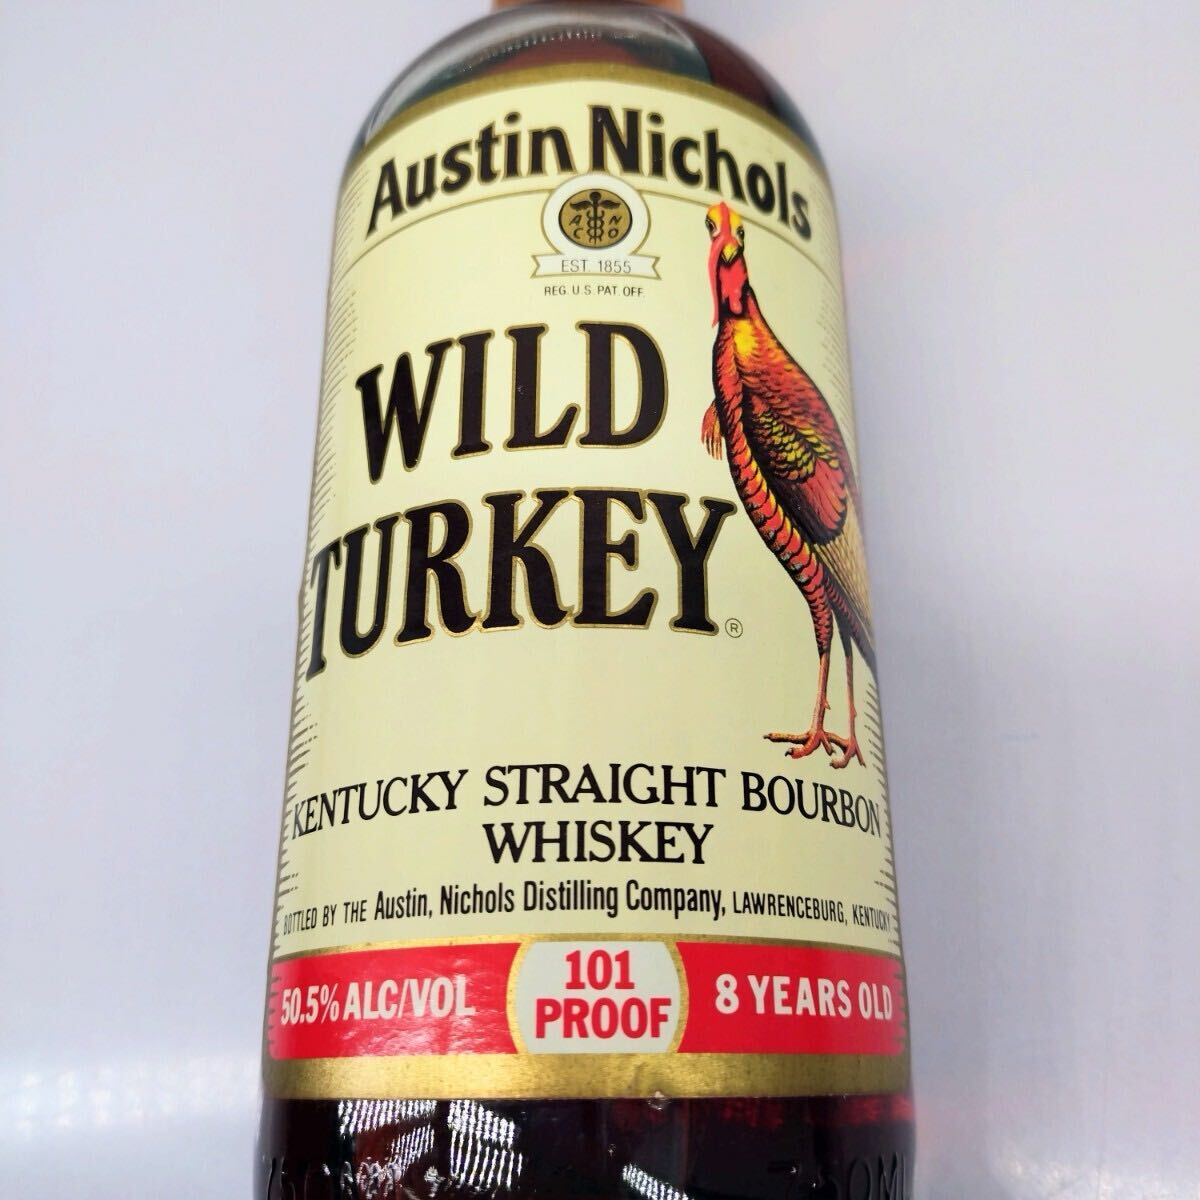 Austin Nichols
A N
C O
EST. 1855
REG. U.S. PAT. OFF.
WILD
TURKEY®
KENTUCKY STRAIGHT BOURBON
WHISKEY
BOTTLED BY THE Austin, Nichols Distilling Company, LAWRENCEBURG, KENTUCKY
50.5% ALC/VOL
101
PROOF
8 YEARS OLD